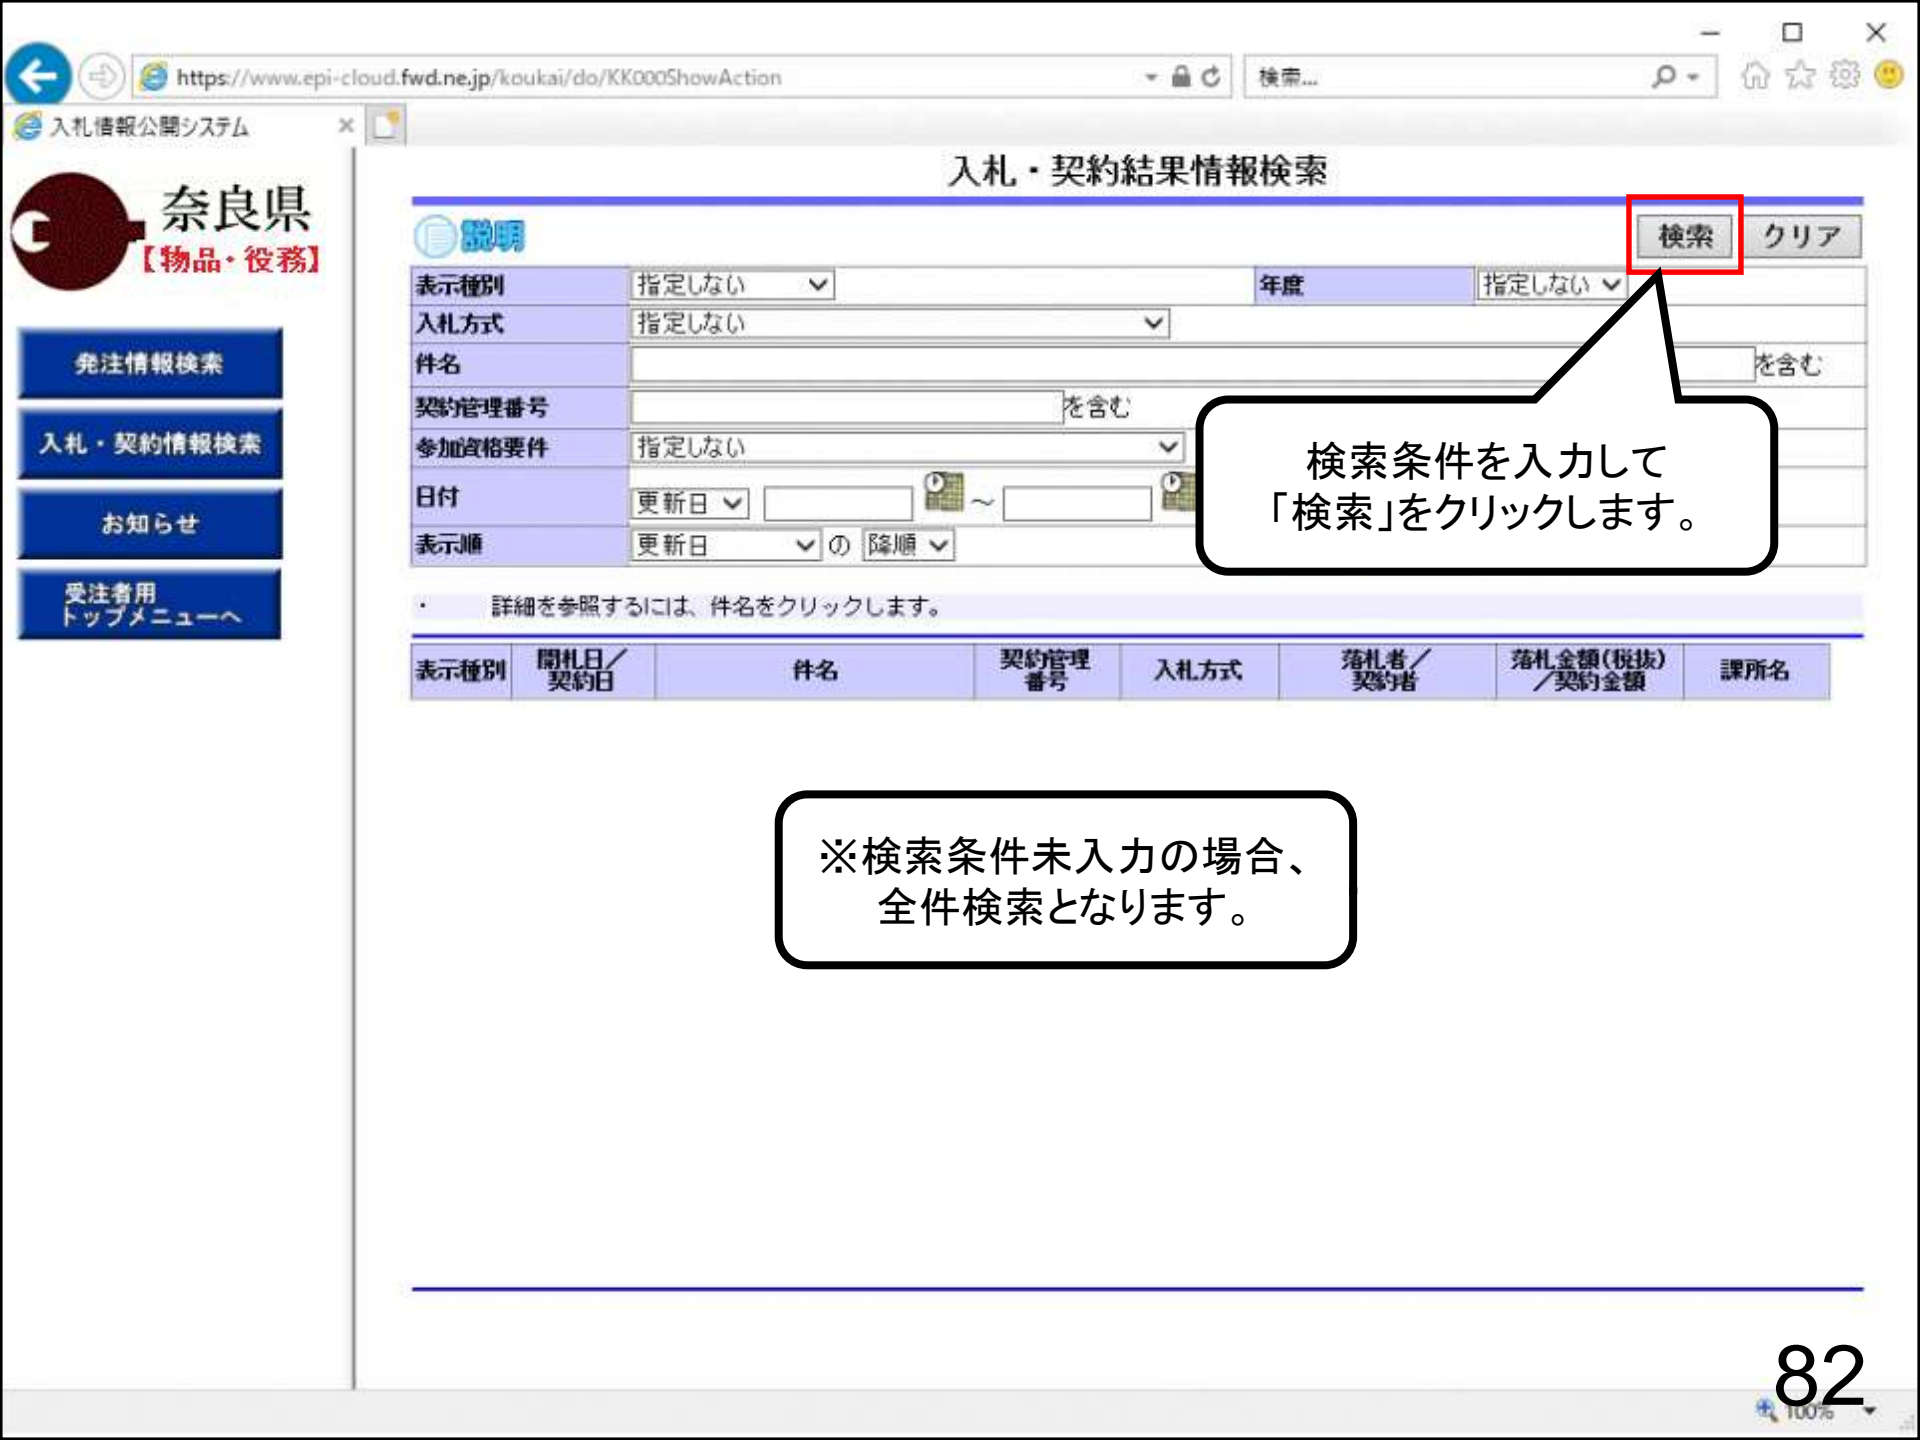 https://www.epi-cloud.fwd.ne.jp/koukai/do/KK000ShowAction
検索...
入札情報公開システム
奈良県
【物品・役務】
発注情報検索
入札・契約情報検索
お知らせ
受注者用
トップメニューへ
入札・契約結果情報検索
説明
検索 クリア
表示種別 指定しない 年度 指定しない
入札方式 指定しない
件名 を含む
契約管理番号 を含む
参加資格要件 指定しない
日付 更新日 ～
表示順 更新日 の 降順
検索条件を入力して
「検索」をクリックします。
・ 詳細を参照するには、件名をクリックします。
表示種別 開札日／契約日 件名 契約管理番号 入札方式 落札者／契約者 落札金額(税抜)／契約金額 課所名
※検索条件未入力の場合、
全件検索となります。
82
100%